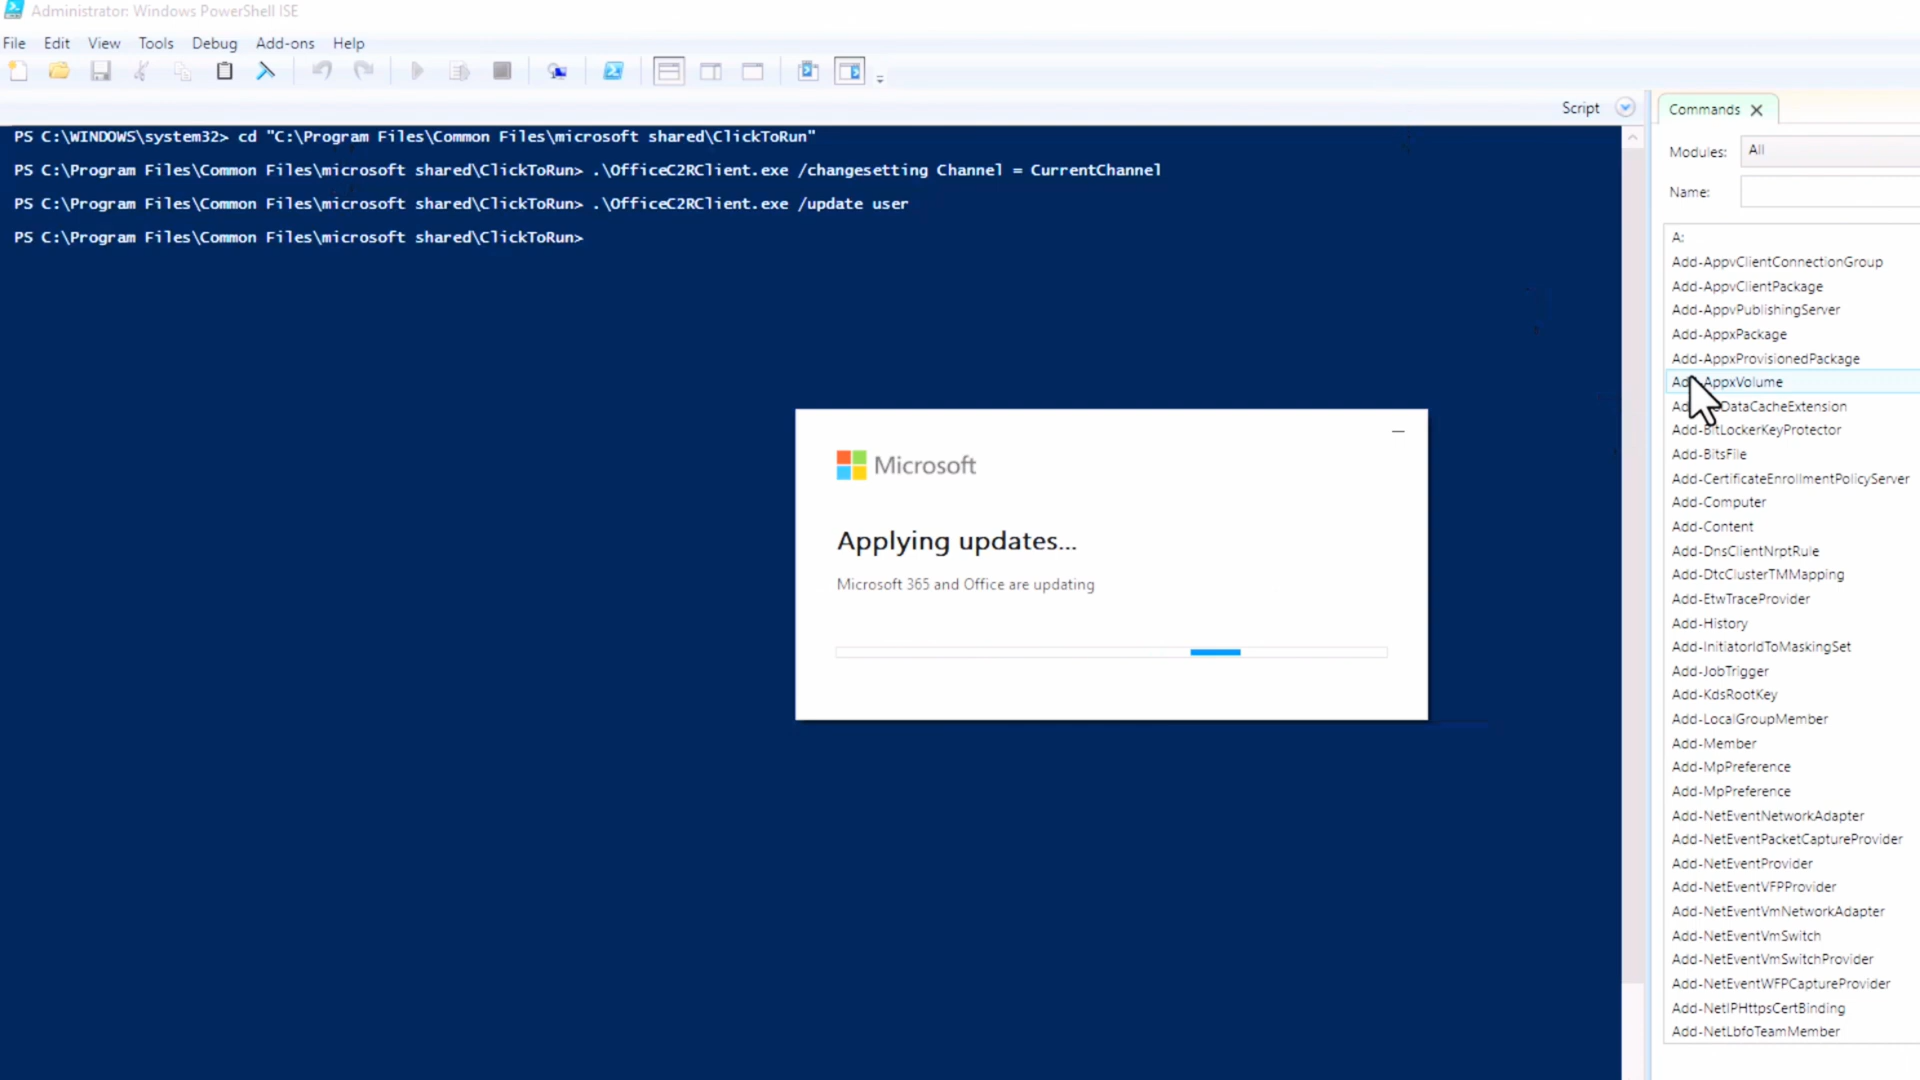 Administrator: Windows PowerShell ISE
File Edit View Tools Debug Add-ons Help
Script
PS C:\WINDOWS\system32> cd "C:\Program Files\Common Files\microsoft shared\ClickToRun"
PS C:\Program Files\Common Files\microsoft shared\ClickToRun> .\OfficeC2RClient.exe /changesetting Channel = CurrentChannel
PS C:\Program Files\Common Files\microsoft shared\ClickToRun> .\OfficeC2RClient.exe /update user
PS C:\Program Files\Common Files\microsoft shared\ClickToRun>
Microsoft
Applying updates...
Microsoft 365 and Office are updating
Commands
Modules: All
Name:
A:
Add-AppvClientConnectionGroup
Add-AppvClientPackage
Add-AppvPublishingServer
Add-AppxPackage
Add-AppxProvisionedPackage
AppxVolume
DataCacheExtension
Add-BitLockerKeyProtector
Add-BitsFile
Add-CertificateEnrollmentPolicyServer
Add-Computer
Add-Content
Add-DnsClientNrptRule
Add-DtcClusterTMMapping
Add-EtwTraceProvider
Add-History
Add-InitiatorIdToMaskingSet
Add-JobTrigger
Add-KdsRootKey
Add-LocalGroupMember
Add-Member
Add-MpPreference
Add-MpPreference
Add-NetEventNetworkAdapter
Add-NetEventPacketCaptureProvider
Add-NetEventProvider
Add-NetEventVFPProvider
Add-NetEventVmNetworkAdapter
Add-NetEventVmSwitch
Add-NetEventVmSwitchProvider
Add-NetEventWFPCaptureProvider
Add-NetIPHttpsCertBinding
Add-NetLbfoTeamMember